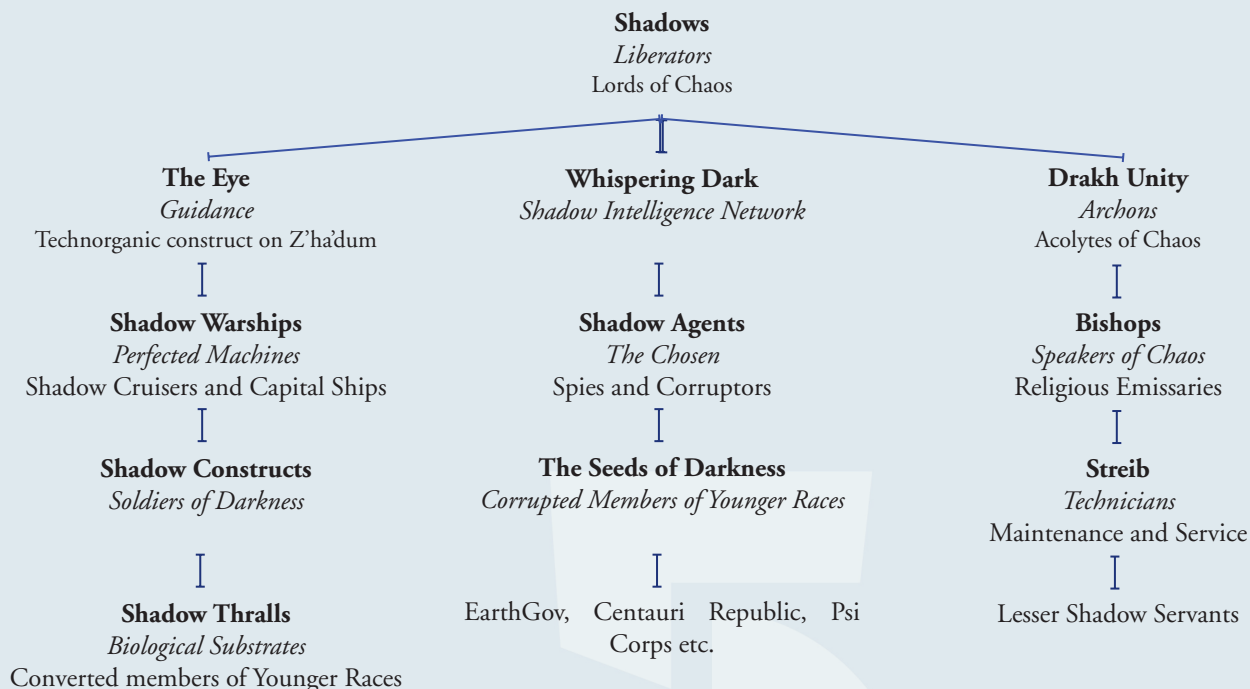 Shadows
Liberators
Lords of Chaos
The Eye
Guidance
Technorganic construct on Z'ha'dum
Shadow Warships
Perfected Machines
Shadow Cruisers and Capital Ships
Shadow Constructs
Soldiers of Darkness
Shadow Thralls
Biological Substrates
Converted members of Younger Races
Whispering Dark
Shadow Intelligence Network
Shadow Agents
The Chosen
Spies and Corruptors
The Seeds of Darkness
Corrupted Members of Younger Races
EarthGov, Centauri Republic, Psi
Corps etc.
Drakh Unity
Archons
Acolytes of Chaos
Bishops
Speakers of Chaos
Religious Emissaries
Streib
Technicians
Maintenance and Service
Lesser Shadow Servants